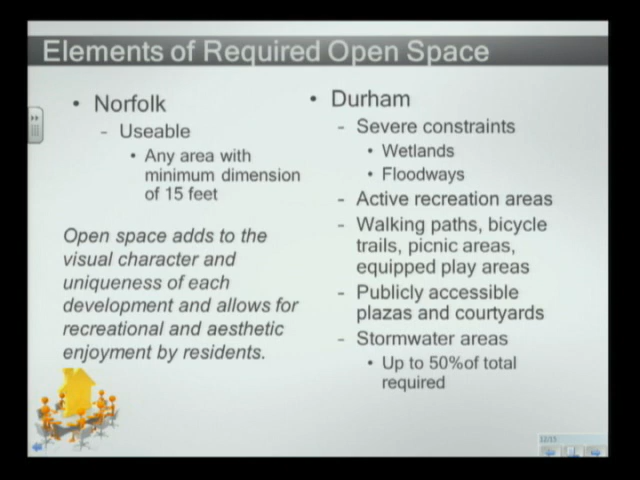 Elements of Required Open Space
• Norfolk
- Useable
• Any area with
minimum dimension
of 15 feet
Open space adds to the
visual character and
uniqueness of each
development and allows for
recreational and aesthetic
enjoyment by residents.
• Durham
- Severe constraints
• Wetlands
• Floodways
- Active recreation areas
- Walking paths, bicycle
trails, picnic areas,
equipped play areas
- Publicly accessible
plazas and courtyards
- Stormwater areas
• Up to 50%of total
required